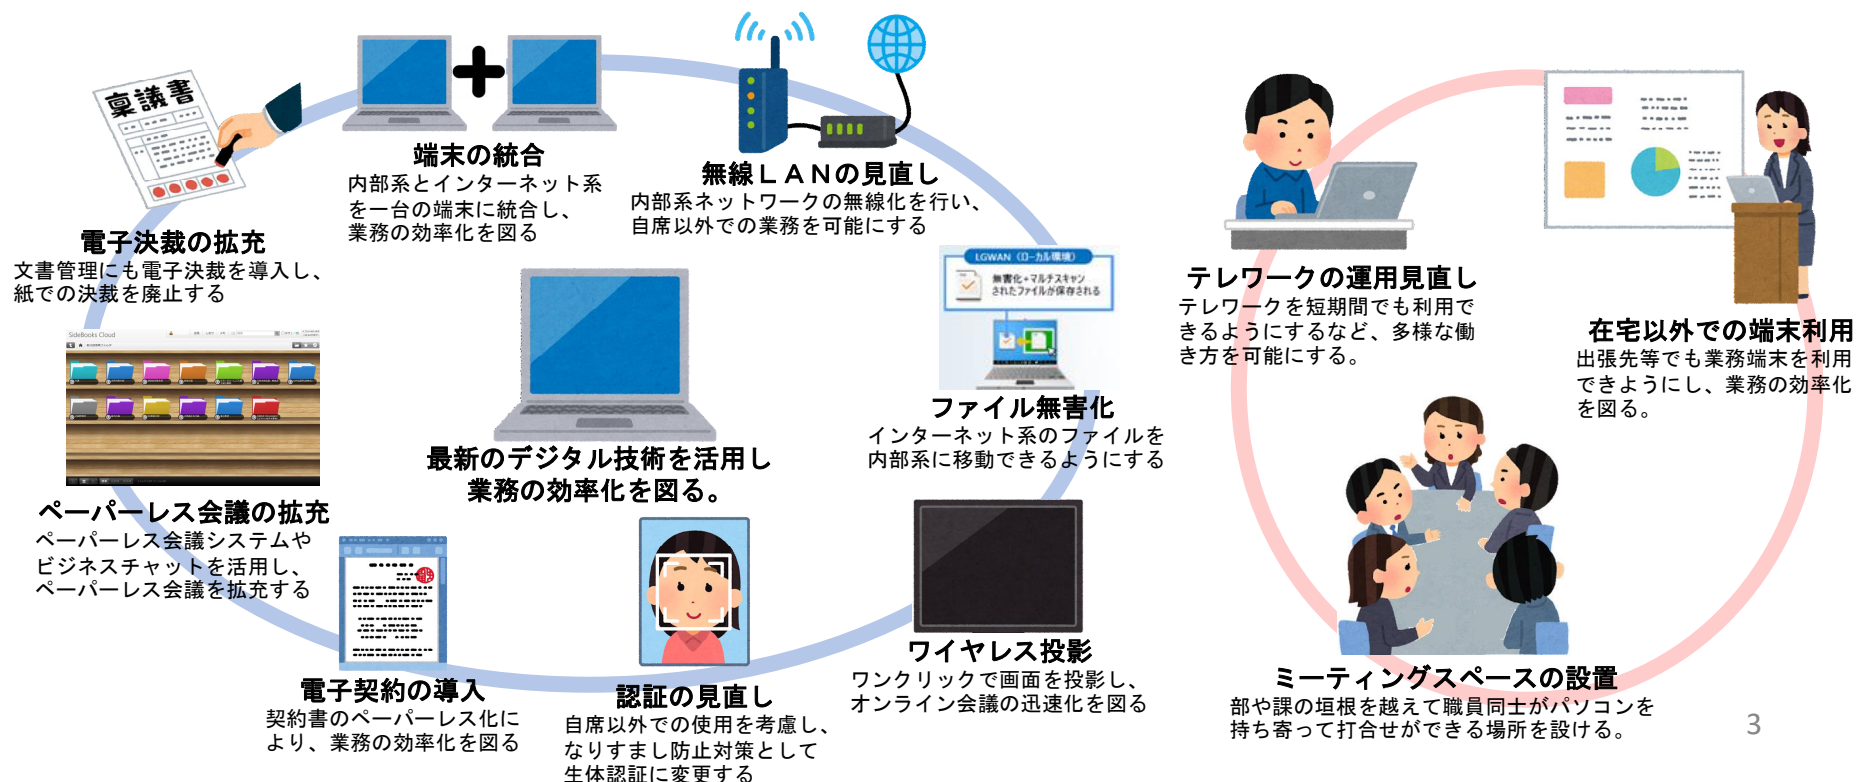 稟議書
端末の統合
内部系とインターネット系
を一台の端末に統合し、
業務の効率化を図る
無線ＬＡＮの見直し
内部系ネットワークの無線化を行い、
自席以外での業務を可能にする
電子決裁の拡充
文書管理にも電子決裁を導入し、
紙での決裁を廃止する
LGWAN（ローカル環境）
無害化+マルチスキャン
されたファイルが保存される
ファイル無害化
インターネット系のファイルを
内部系に移動できるようにする
SideBooks Cloud
ペーパーレス会議の拡充
ペーパーレス会議システムや
ビジネスチャットを活用し、
ペーパーレス会議を拡充する
最新のデジタル技術を活用し
業務の効率化を図る。
電子契約の導入
契約書のペーパーレス化に
より、業務の効率化を図る
認証の見直し
自席以外での使用を考慮し、
なりすまし防止対策として
生体認証に変更する
ワイヤレス投影
ワンクリックで画面を投影し、
オンライン会議の迅速化を図る
テレワークの運用見直し
テレワークを短期間でも利用で
きるようにするなど、多様な働
き方を可能にする。
在宅以外での端末利用
出張先等でも業務端末を利用
できようにし、業務の効率化
を図る。
ミーティングスペースの設置
部や課の垣根を越えて職員同士がパソコンを
持ち寄って打合せができる場所を設ける。
3